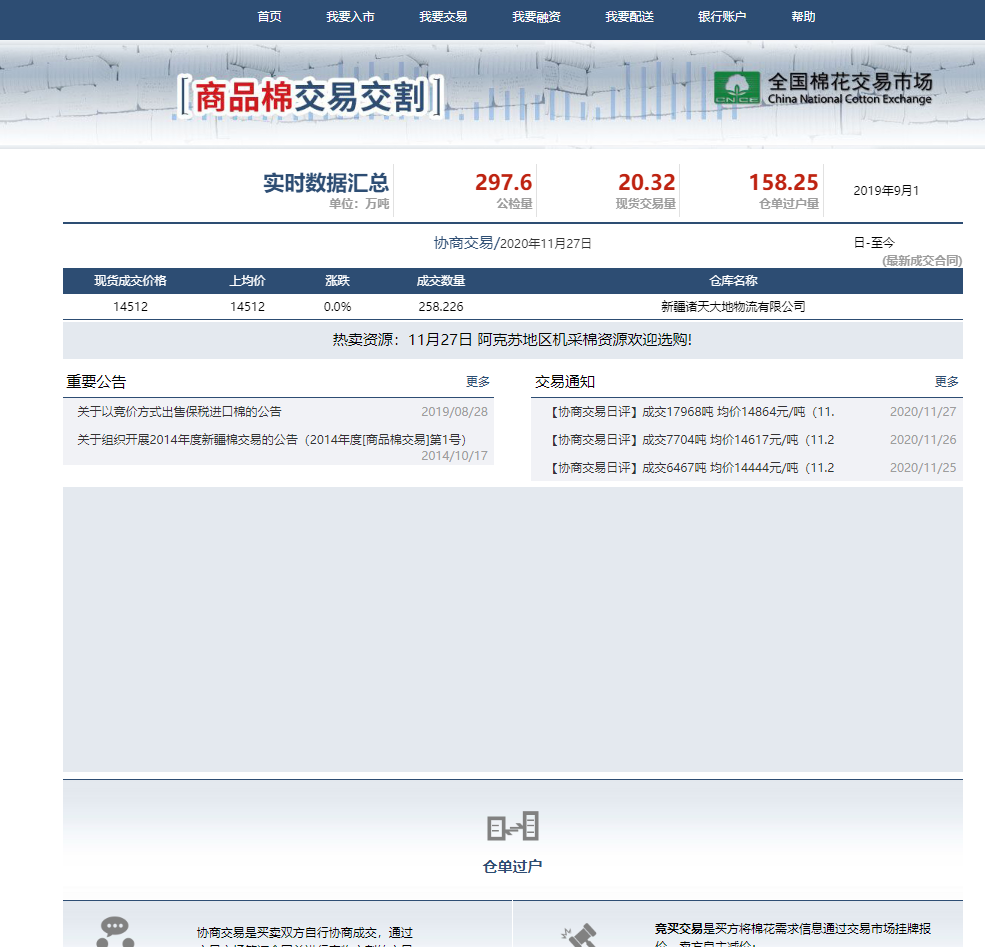 首页 我要入市 我要交易 我要融资 我要配送 银行账户 帮助
[商品棉交易交割]
CNCE
全国棉花交易市场
China National Cotton Exchange
实时数据汇总
单位：万吨
297.6
公检量
20.32
现货交易量
158.25
仓单过户量
2019年9月1
日-至今
协商交易/2020年11月27日
(最新成交合同)
现货成交价格 上均价 涨跌 成交数量 仓库名称
14512 14512 0.0% 258.226 新疆诸天大地物流有限公司
热卖资源：11月27日 阿克苏地区机采棉资源欢迎选购!
重要公告 更多
关于以竞价方式出售保税进口棉的公告 2019/08/28
关于组织开展2014年度新疆棉交易的公告（2014年度[商品棉交易]第1号）
2014/10/17
交易通知 更多
【协商交易日评】成交17968吨 均价14864元/吨（11. 2020/11/27
【协商交易日评】成交7704吨 均价14617元/吨（11.2 2020/11/26
【协商交易日评】成交6467吨 均价14444元/吨（11.2 2020/11/25
仓单过户
协商交易是买卖双方自行协商成交，通过
竞买交易是买方将棉花需求信息通过交易市场挂牌报